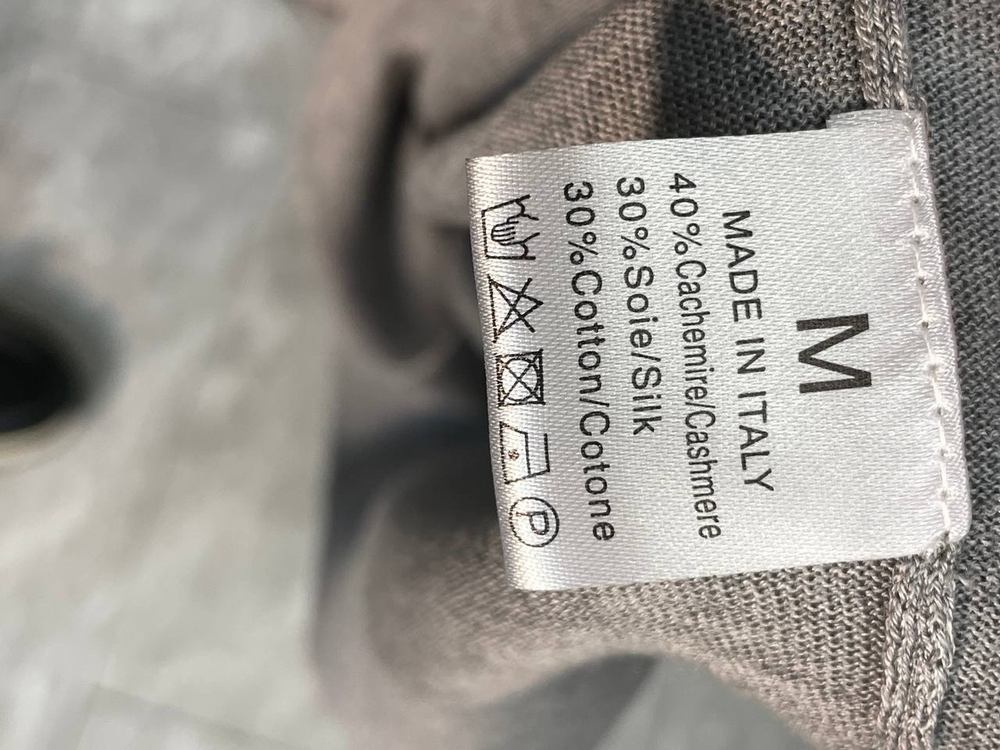 M
MADE IN ITALY
40%Cachemire/Cashmere
30%Soie/Silk
30%Cotton/Cotone
P